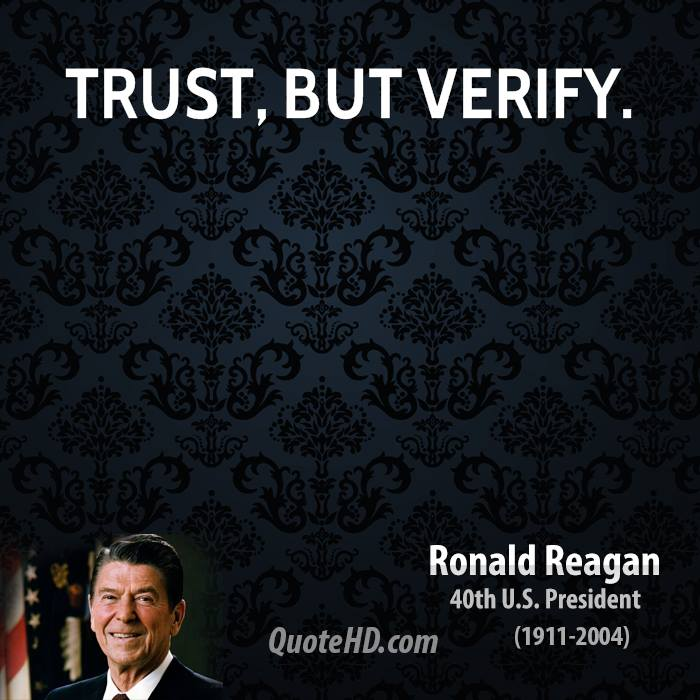 TRUST, BUT VERIFY.
Ronald Reagan
40th U.S. President
(1911-2004)
QuoteHD.com